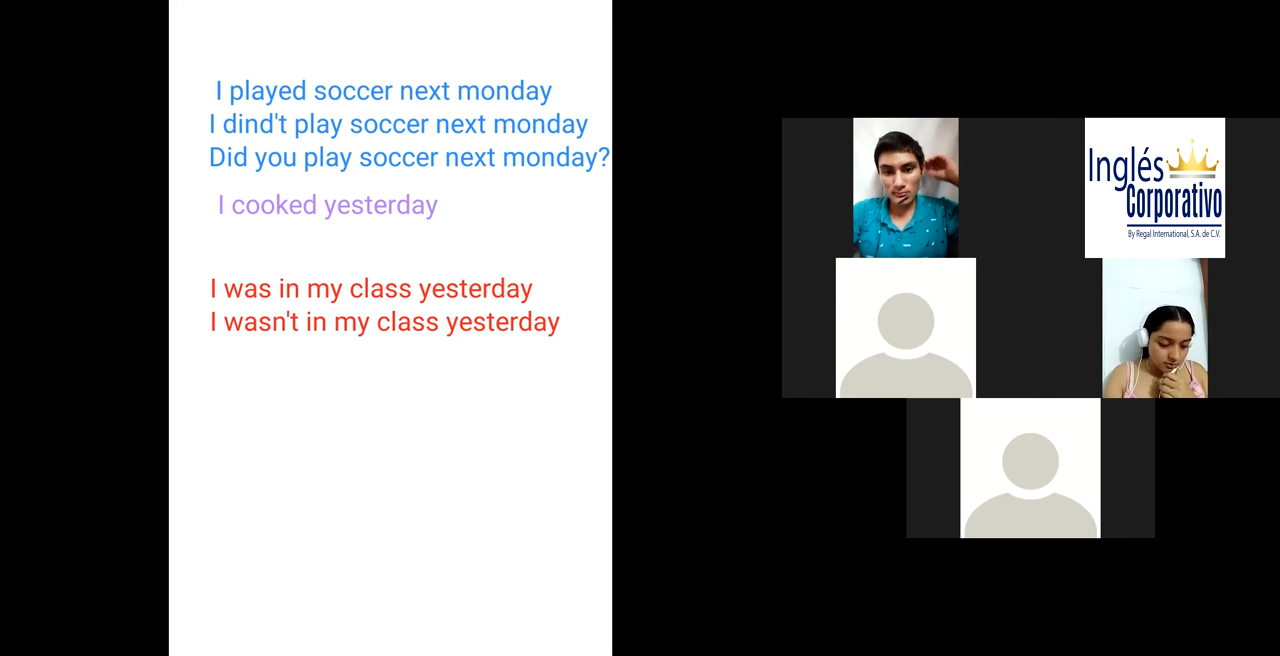 I played soccer next monday
I dind't play soccer next monday
Did you play soccer next monday?
I cooked yesterday
I was in my class yesterday
I wasn't in my class yesterday
Inglés
Corporativo
By Regal International, S.A. de C.V.